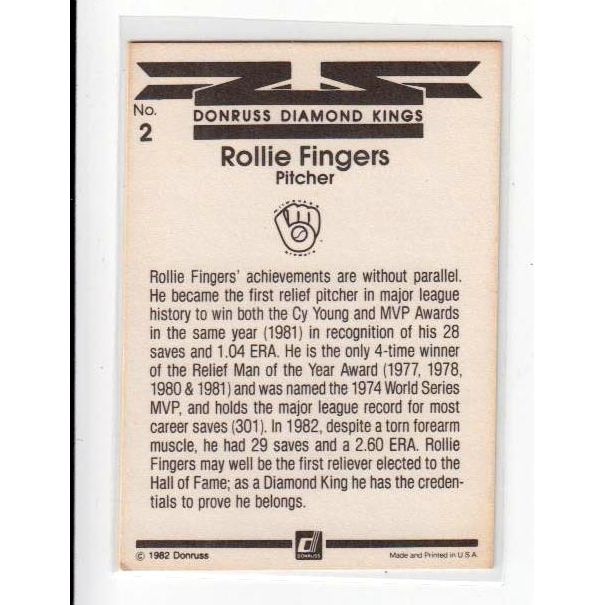 No.
2
DONRUSS DIAMOND KINGS
Rollie Fingers
Pitcher
MILWAUKEE
BREWERS
Rollie Fingers' achievements are without parallel.
He became the first relief pitcher in major league
history to win both the Cy Young and MVP Awards
in the same year (1981) in recognition of his 28
saves and 1.04 ERA. He is the only 4-time winner
of the Relief Man of the Year Award (1977, 1978,
1980 & 1981) and was named the 1974 World Series
MVP, and holds the major league record for most
career saves (301). In 1982, despite a torn forearm
muscle, he had 29 saves and a 2.60 ERA. Rollie
Fingers may well be the first reliever elected to the
Hall of Fame; as a Diamond King he has the creden-
tials to prove he belongs.
DONRUSS
© 1982 Donruss
Made and Printed in U.S.A.